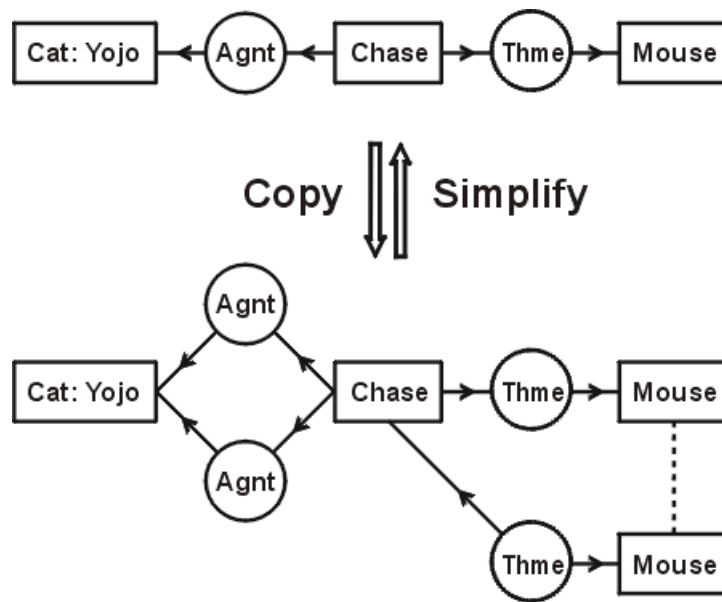 Cat: Yojo Agnt Chase Thme Mouse
Copy Simplify
Agnt
Cat: Yojo Chase Thme Mouse
Agnt
Thme Mouse